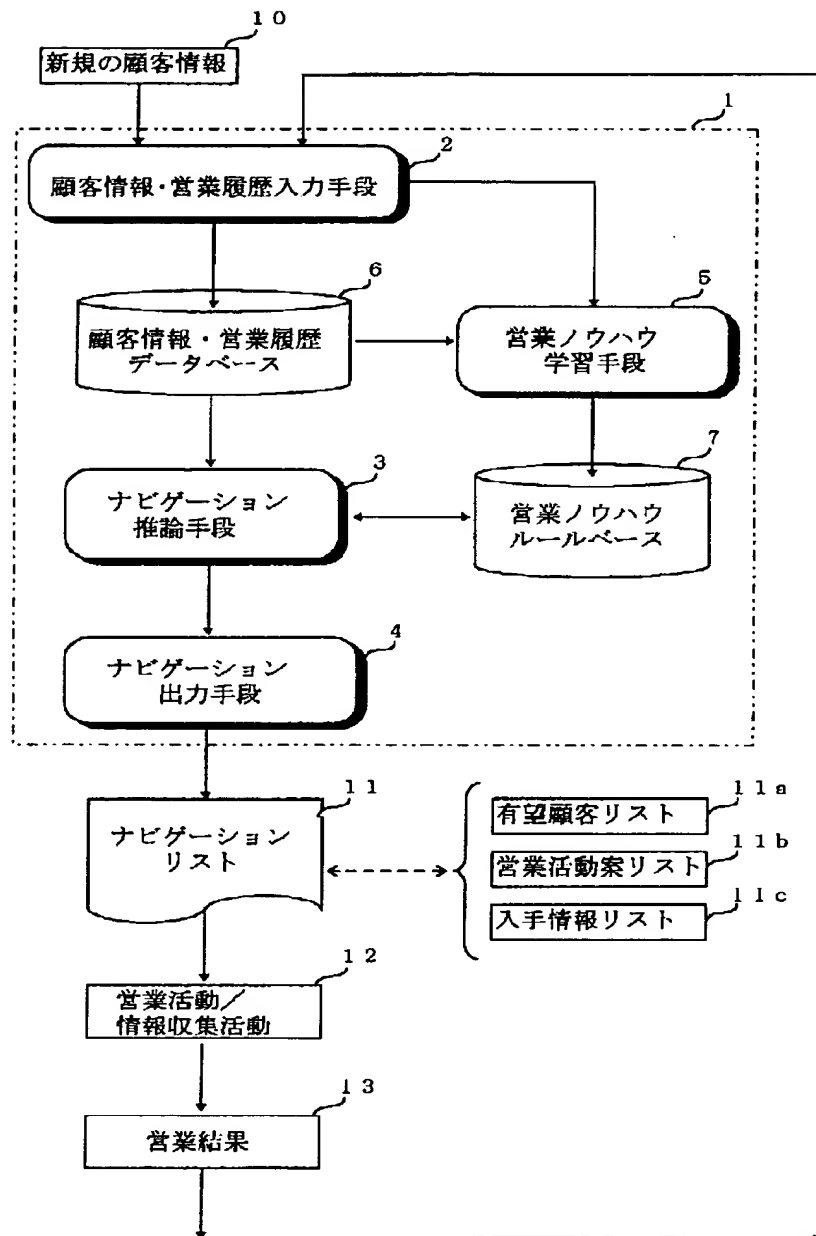 １０
新規の顧客情報
１
２
顧客情報・営業履歴入力手段
６
顧客情報・営業履歴
データベース
５
営業ノウハウ
学習手段
３
ナビゲーション
推論手段
７
営業ノウハウ
ルールベース
４
ナビゲーション
出力手段
１１
ナビゲーション
リスト
１１a
有望顧客リスト
１１b
営業活動案リスト
１１c
入手情報リスト
１２
営業活動／
情報収集活動
１３
営業結果